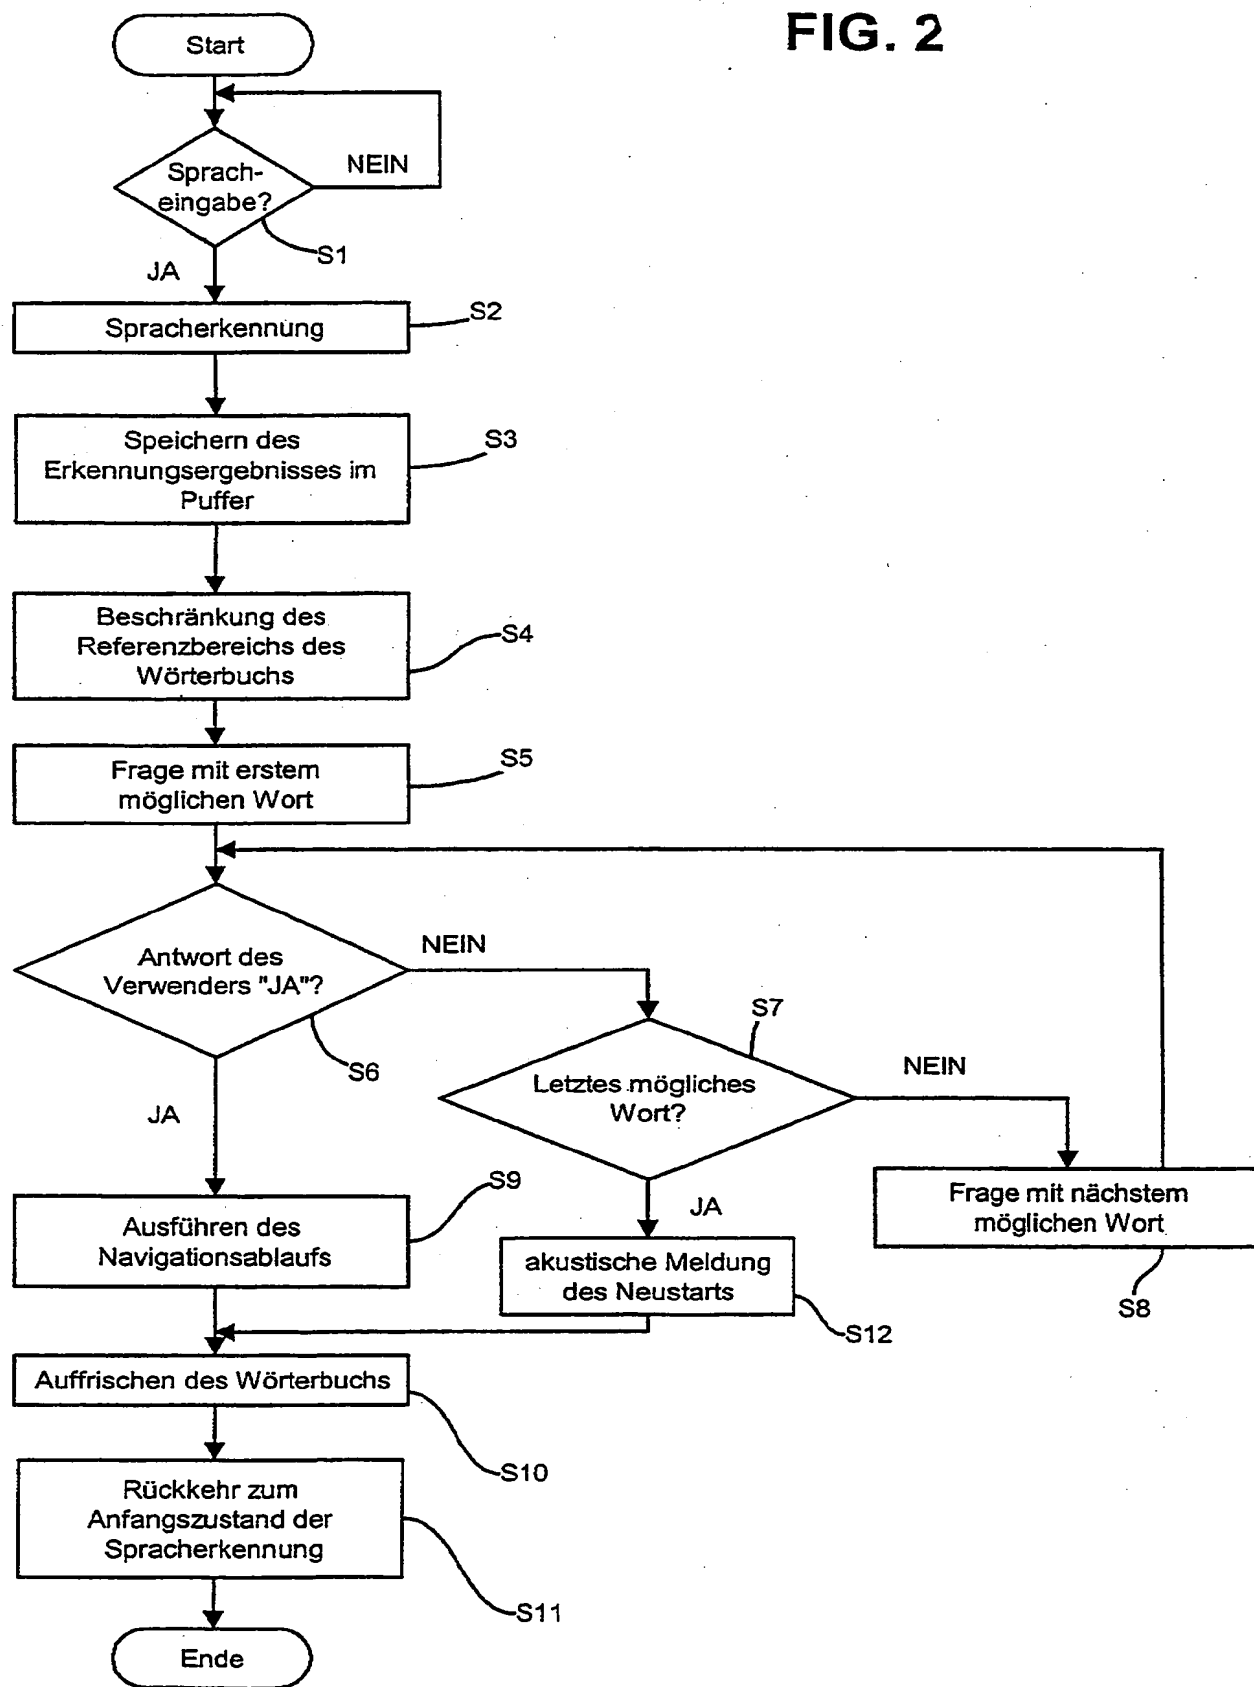 FIG. 2
Start
NEIN
Sprach-
eingabe?
S1
JA
S2
Spracherkennung
S3
Speichern des
Erkennungsergebnisses im
Puffer
S4
Beschränkung des
Referenzbereichs des
Wörterbuchs
S5
Frage mit erstem
möglichen Wort
NEIN
Antwort des
Verwenders "JA"?
S6
JA
S7
NEIN
Letztes mögliches
Wort?
JA
Frage mit nächstem
möglichen Wort
S8
S9
Ausführen des
Navigationsablaufs
akustische Meldung
des Neustarts
S12
Auffrischen des Wörterbuchs
S10
Rückkehr zum
Anfangszustand der
Spracherkennung
S11
Ende